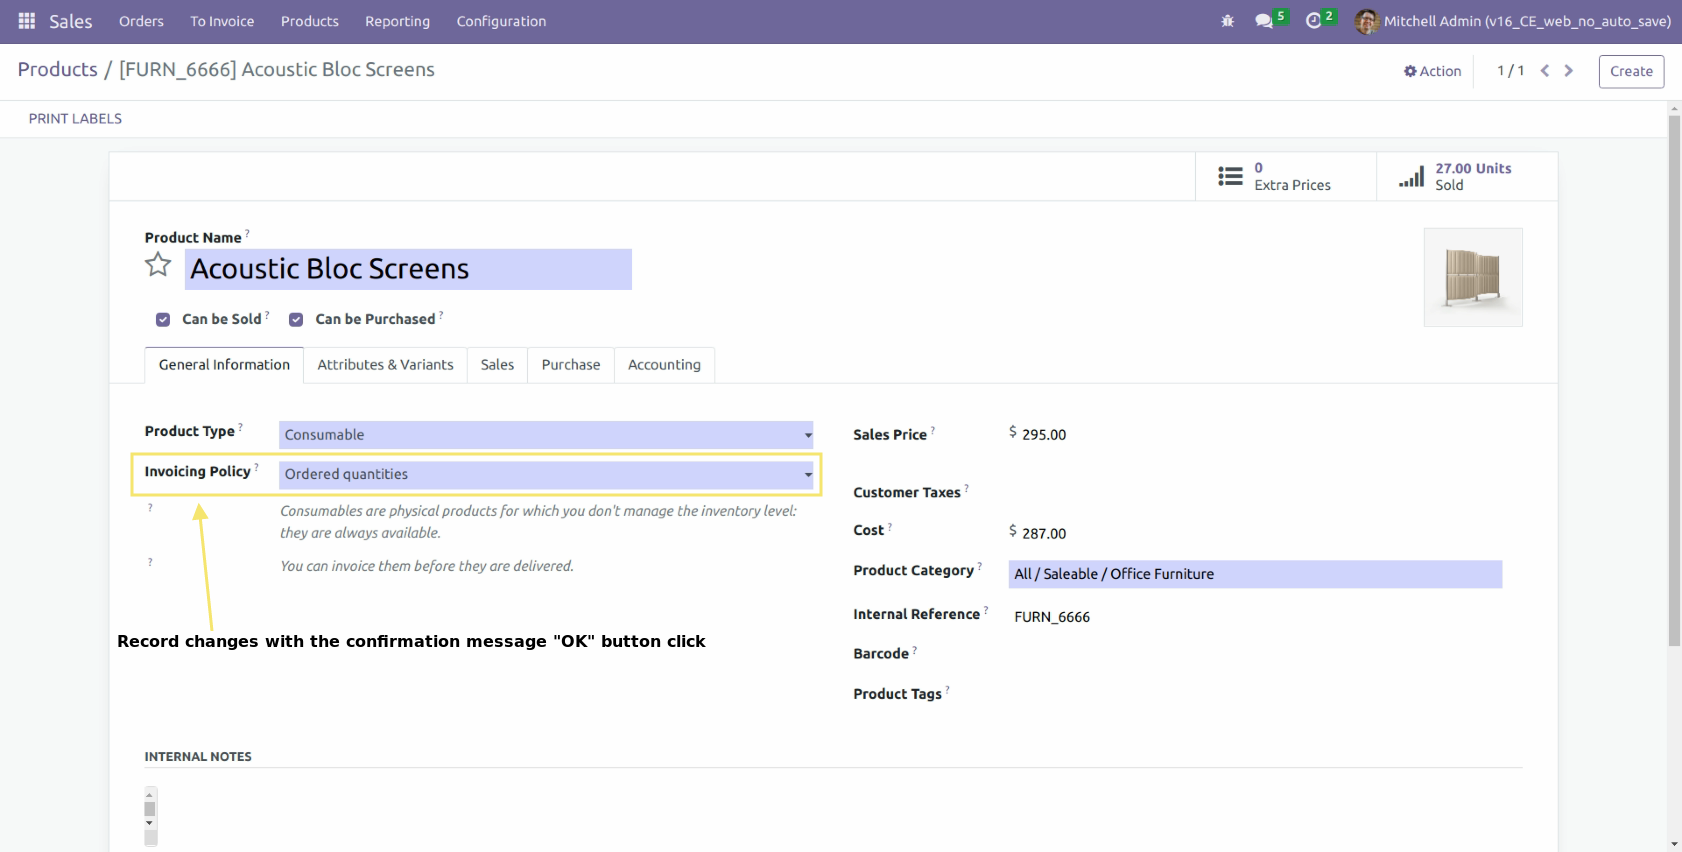 Sales Orders To Invoice Products Reporting Configuration 5 2 Mitchell Admin (v16_CE_web_no_auto_save)
Products / [FURN_6666] Acoustic Bloc Screens Action 1 / 1 Create
PRINT LABELS
0
Extra Prices
27.00 Units
Sold
Product Name ?
Acoustic Bloc Screens
Can be Sold ? Can be Purchased ?
General Information Attributes & Variants Sales Purchase Accounting
Product Type ? Consumable
Invoicing Policy ? Ordered quantities
? Consumables are physical products for which you don't manage the inventory level:
they are always available.
? You can invoice them before they are delivered.
Record changes with the confirmation message "OK" button click
Sales Price ? $ 295.00
Customer Taxes ?
Cost ? $ 287.00
Product Category ? All / Saleable / Office Furniture
Internal Reference ? FURN_6666
Barcode ?
Product Tags ?
INTERNAL NOTES